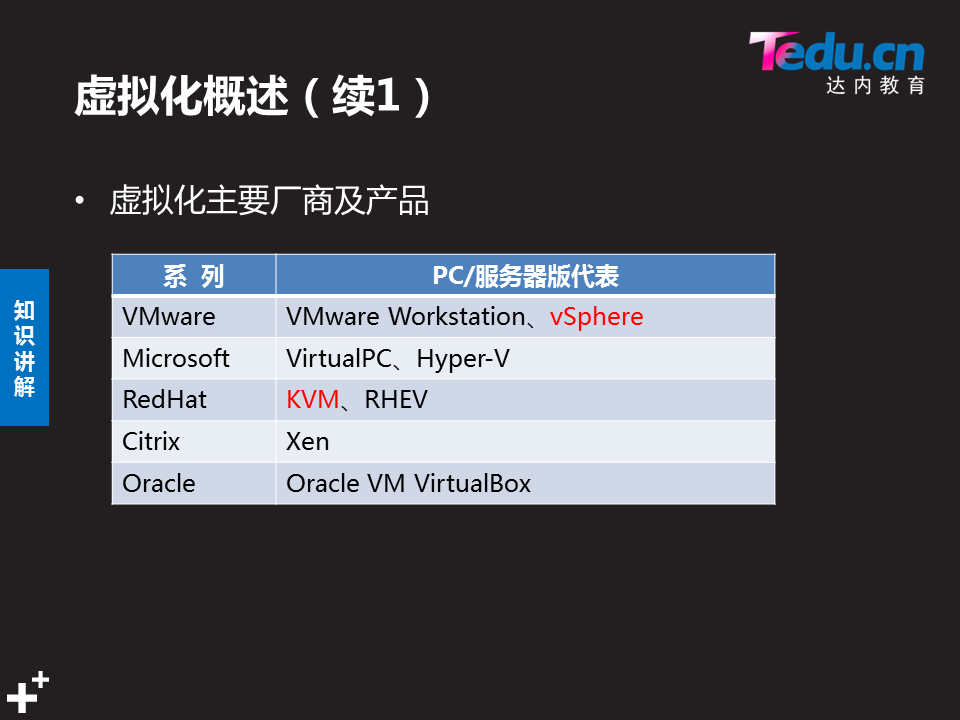 Tedu.cn
达内教育
虚拟化概述（续1）
• 虚拟化主要厂商及产品
知识讲解
系 列 PC/服务器版代表
VMware VMware Workstation、vSphere
Microsoft VirtualPC、Hyper-V
RedHat KVM、RHEV
Citrix Xen
Oracle Oracle VM VirtualBox